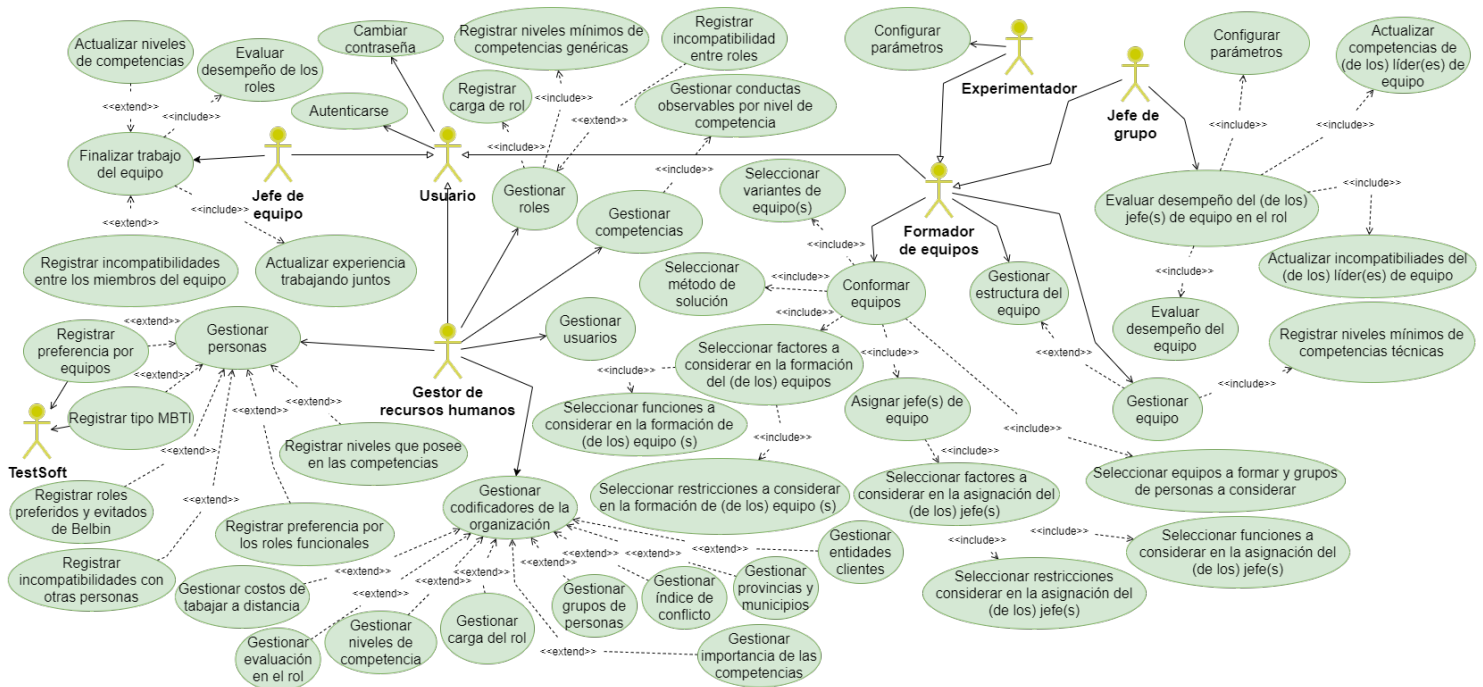 Cambiar
contraseña
Registrar niveles mínimos de
competencias genéricas
Registrar
incompatibilidad
entre roles
Configurar
parámetros
Experimentador
Configurar
parámetros
Actualizar
competencias de
(de los) líder(es) de
equipo
Actualizar niveles
de competencias
Evaluar
desempeño de los
roles
Autenticarse
Registrar
carga de rol
<<include>>
<<extend>>
Gestionar conductas
observables por nivel de
competencia
Jefe de
grupo
<<extend>>
<<include>>
<<include>>
<<include>>
<<include>>
Finalizar trabajo
del equipo
Jefe de
equipo
Usuario
Gestionar
roles
<<include>>
Seleccionar
variantes de
equipo(s)
Formador
de equipos
Evaluar desempeño del (de los)
jefe(s) de equipo en el rol
<<include>>
<<extend>>
<<include>>
Gestionar
competencias
Registrar incompatibilidades
entre los miembros del equipo
Actualizar experiencia
trabajando juntos
Seleccionar
método de
solución
<<include>>
<<include>>
Conformar
equipos
Gestionar
estructura del
equipo
<<include>>
Actualizar incompatibiliades del
(de los) líder(es) de equipo
Evaluar
desempeño del
equipo
Registrar
preferencia por
equipos
<<extend>>
Gestionar
personas
Gestionar
usuarios
<<include>>
Seleccionar factores a
considerar en la formación
del (de los) equipos
<<include>>
<<extend>>
Registrar niveles mínimos de
competencias técnicas
<<include>>
Gestor de
recursos humanos
<<include>>
Seleccionar funciones a
considerar en la formación de
(de los) equipo (s)
Asignar jefe(s) de
equipo
Gestionar
equipo
<<extend>>
Registrar tipo MBTI
TestSoft
<<extend>>
<<extend>>
Registrar niveles que posee
en las competencias
<<include>>
<<include>>
<<include>>
Registrar roles
preferidos y evitados
de Belbin
<<extend>>
<<extend>>
Registrar preferencia por
los roles funcionales
Gestionar
codificadores de la
organización
Seleccionar restricciones a considerar
en la formación de (de los) equipo (s)
Seleccionar factores a
considerar en la asignación del
(de los) jefe(s)
Seleccionar equipos a formar y grupos
de personas a considerar
Registrar
incompatibilidades con
otras personas
Gestionar costos de
tabajar a distancia
<<extend>>
<<extend>>
<<extend>>
<<extend>>
<<extend>>
<<extend>>
<<extend>>
<<extend>>
Gestionar
entidades
clientes
<<include>>
<<include>>
Seleccionar funciones a
considerar en la asignación del
(de los) jefe(s)
Seleccionar restricciones
considerar en la asignación del
(de los) jefe(s)
Gestionar
evaluación
en el rol
Gestionar
niveles de
competencia
Gestionar
carga del rol
Gestionar
grupos de
personas
Gestionar
índice de
conflicto
Gestionar
provincias y
municipios
<<extend>>
Gestionar
importancia de las
competencias